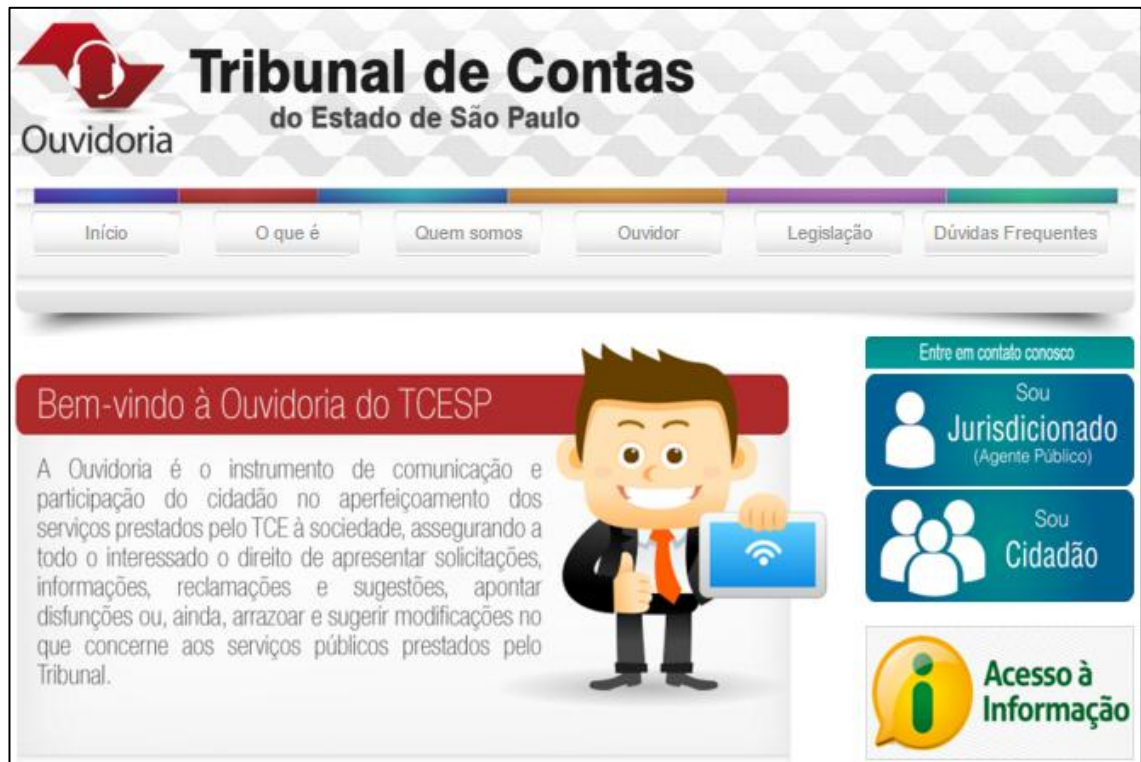 Tribunal de Contas
do Estado de São Paulo
Ouvidoria
Início
O que é
Quem somos
Ouvidor
Legislação
Dúvidas Frequentes
Entre em contato conosco
Sou
Jurisdicionado
(Agente Público)
Sou
Cidadão
Bem-vindo à Ouvidoria do TCESP
A Ouvidoria é o instrumento de comunicação e
participação do cidadão no aperfeiçoamento dos
serviços prestados pelo TCE à sociedade, assegurando a
todo o interessado o direito de apresentar solicitações,
informações, reclamações e sugestões, apontar
disfunções ou, ainda, arrazoar e sugerir modificações no
que concerne aos serviços públicos prestados pelo
Tribunal.
Acesso à
Informação